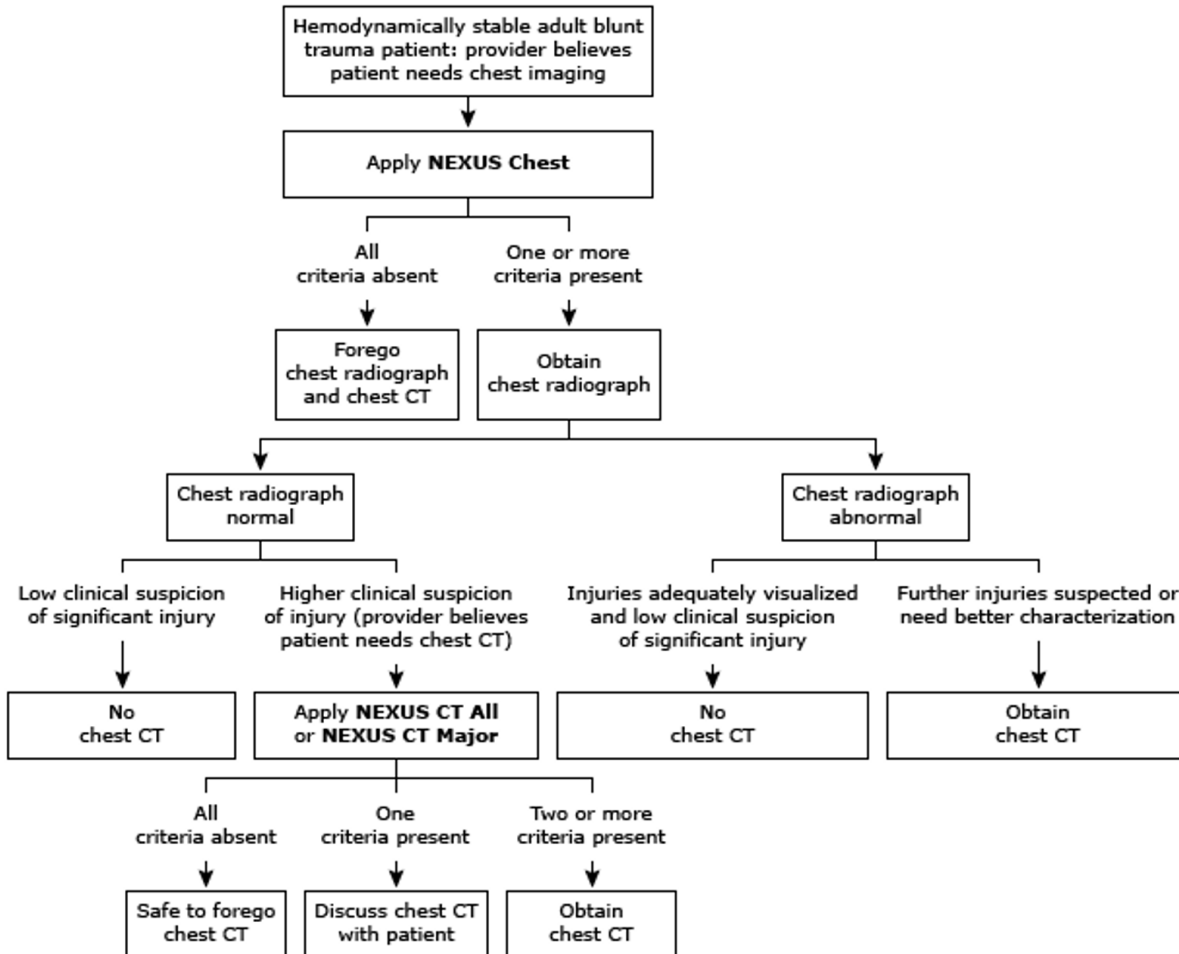 Hemodynamically stable adult blunt
trauma patient: provider believes
patient needs chest imaging
Apply NEXUS Chest
All
criteria absent
One or more
criteria present
Forego
chest radiograph
and chest CT
Obtain
chest radiograph
Chest radiograph
normal
Chest radiograph
abnormal
Low clinical suspicion
of significant injury
Higher clinical suspicion
of injury (provider believes
patient needs chest CT)
Injuries adequately visualized
and low clinical suspicion
of significant injury
Further injuries suspected or
need better characterization
No
chest CT
Apply NEXUS CT All
or NEXUS CT Major
No
chest CT
Obtain
chest CT
All
criteria absent
One
criteria present
Two or more
criteria present
Safe to forego
chest CT
Discuss chest CT
with patient
Obtain
chest CT